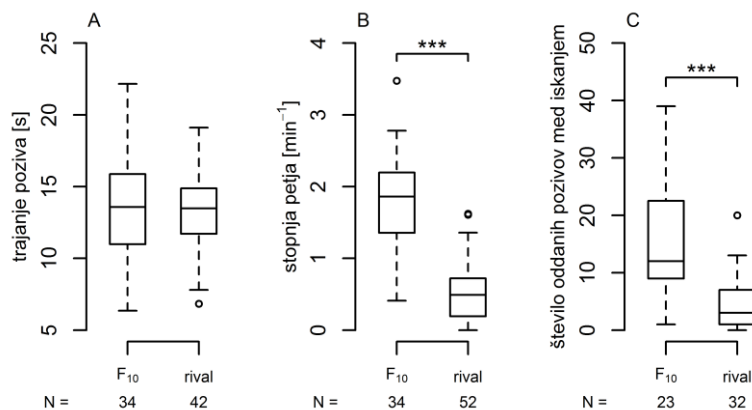 A
trajanje poziva [s]
25
20
15
10
5
F₁₀ rival
N = 34 42
B
stopnja petja [min⁻¹]
4
3
2
1
0
***
F₁₀ rival
N = 34 52
C
število oddanih pozivov med iskanjem
50
40
30
20
10
0
***
F₁₀ rival
N = 23 32